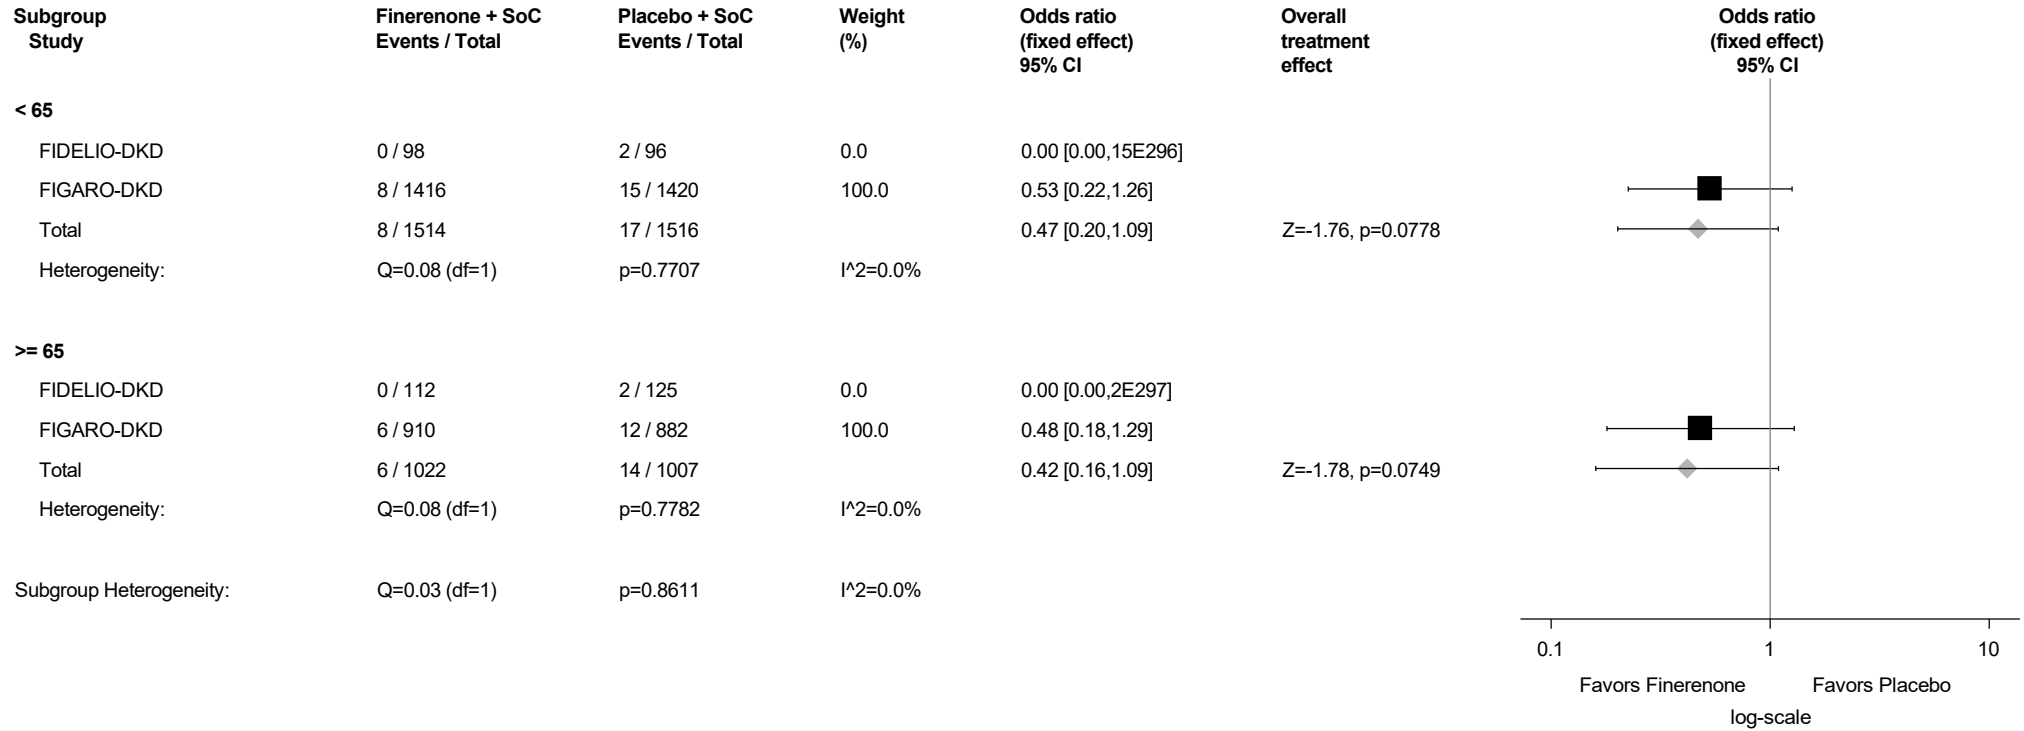 Subgroup Finerenone + SoC Placebo + SoC Weight Odds ratio Overall Odds ratio
Study Events / Total Events / Total (%) (fixed effect) treatment (fixed effect)
95% CI effect 95% CI
< 65
FIDELIO-DKD 0 / 98 2 / 96 0.0 0.00 [0.00,15E296]
FIGARO-DKD 8 / 1416 15 / 1420 100.0 0.53 [0.22,1.26]
Total 8 / 1514 17 / 1516 0.47 [0.20,1.09] Z=-1.76, p=0.0778
Heterogeneity: Q=0.08 (df=1) p=0.7707 I^2=0.0%
>= 65
FIDELIO-DKD 0 / 112 2 / 125 0.0 0.00 [0.00,2E297]
FIGARO-DKD 6 / 910 12 / 882 100.0 0.48 [0.18,1.29]
Total 6 / 1022 14 / 1007 0.42 [0.16,1.09] Z=-1.78, p=0.0749
Heterogeneity: Q=0.08 (df=1) p=0.7782 I^2=0.0%
Subgroup Heterogeneity: Q=0.03 (df=1) p=0.8611 I^2=0.0%
0.1 1 10
Favors Finerenone Favors Placebo
log-scale